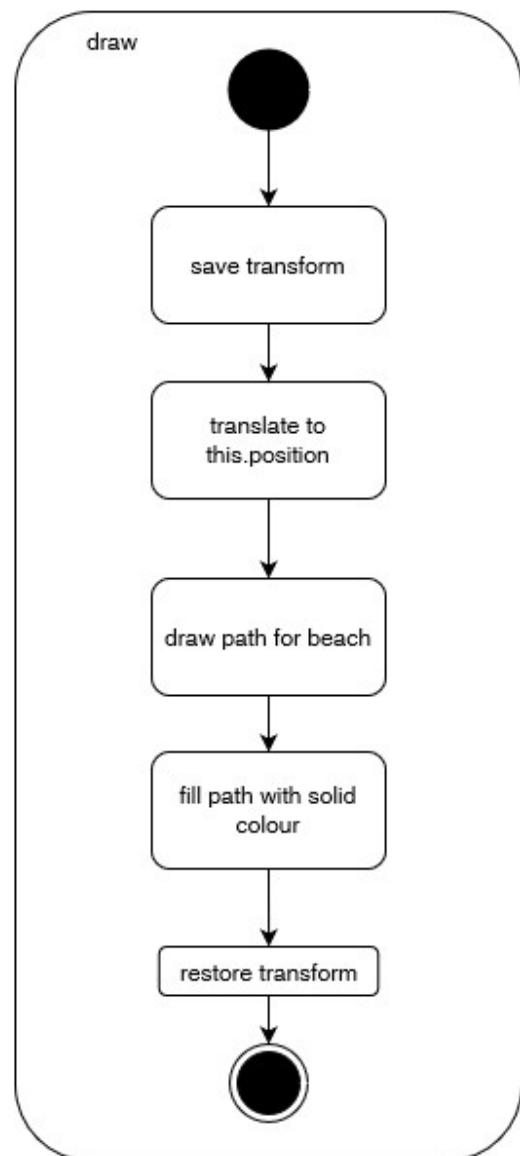 draw
save transform
translate to
this.position
draw path for beach
fill path with solid
colour
restore transform